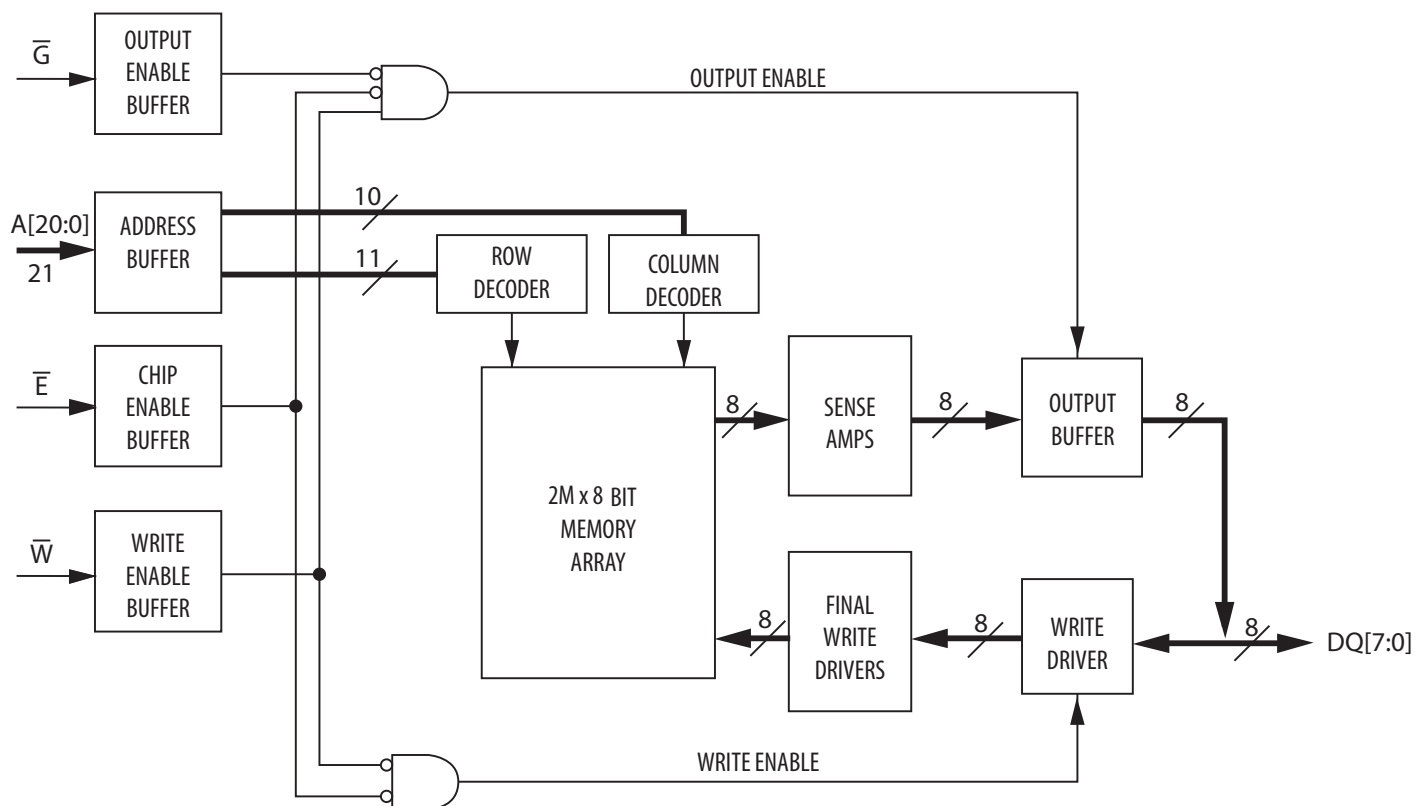 G̅
OUTPUT
ENABLE
BUFFER
OUTPUT ENABLE
A[20:0]
21
ADDRESS
BUFFER
10
11
ROW
DECODER
COLUMN
DECODER
E̅
CHIP
ENABLE
BUFFER
2M x 8 BIT
MEMORY
ARRAY
8
SENSE
AMPS
8
OUTPUT
BUFFER
8
W̅
WRITE
ENABLE
BUFFER
8
FINAL
WRITE
DRIVERS
8
WRITE
DRIVER
8
DQ[7:0]
WRITE ENABLE